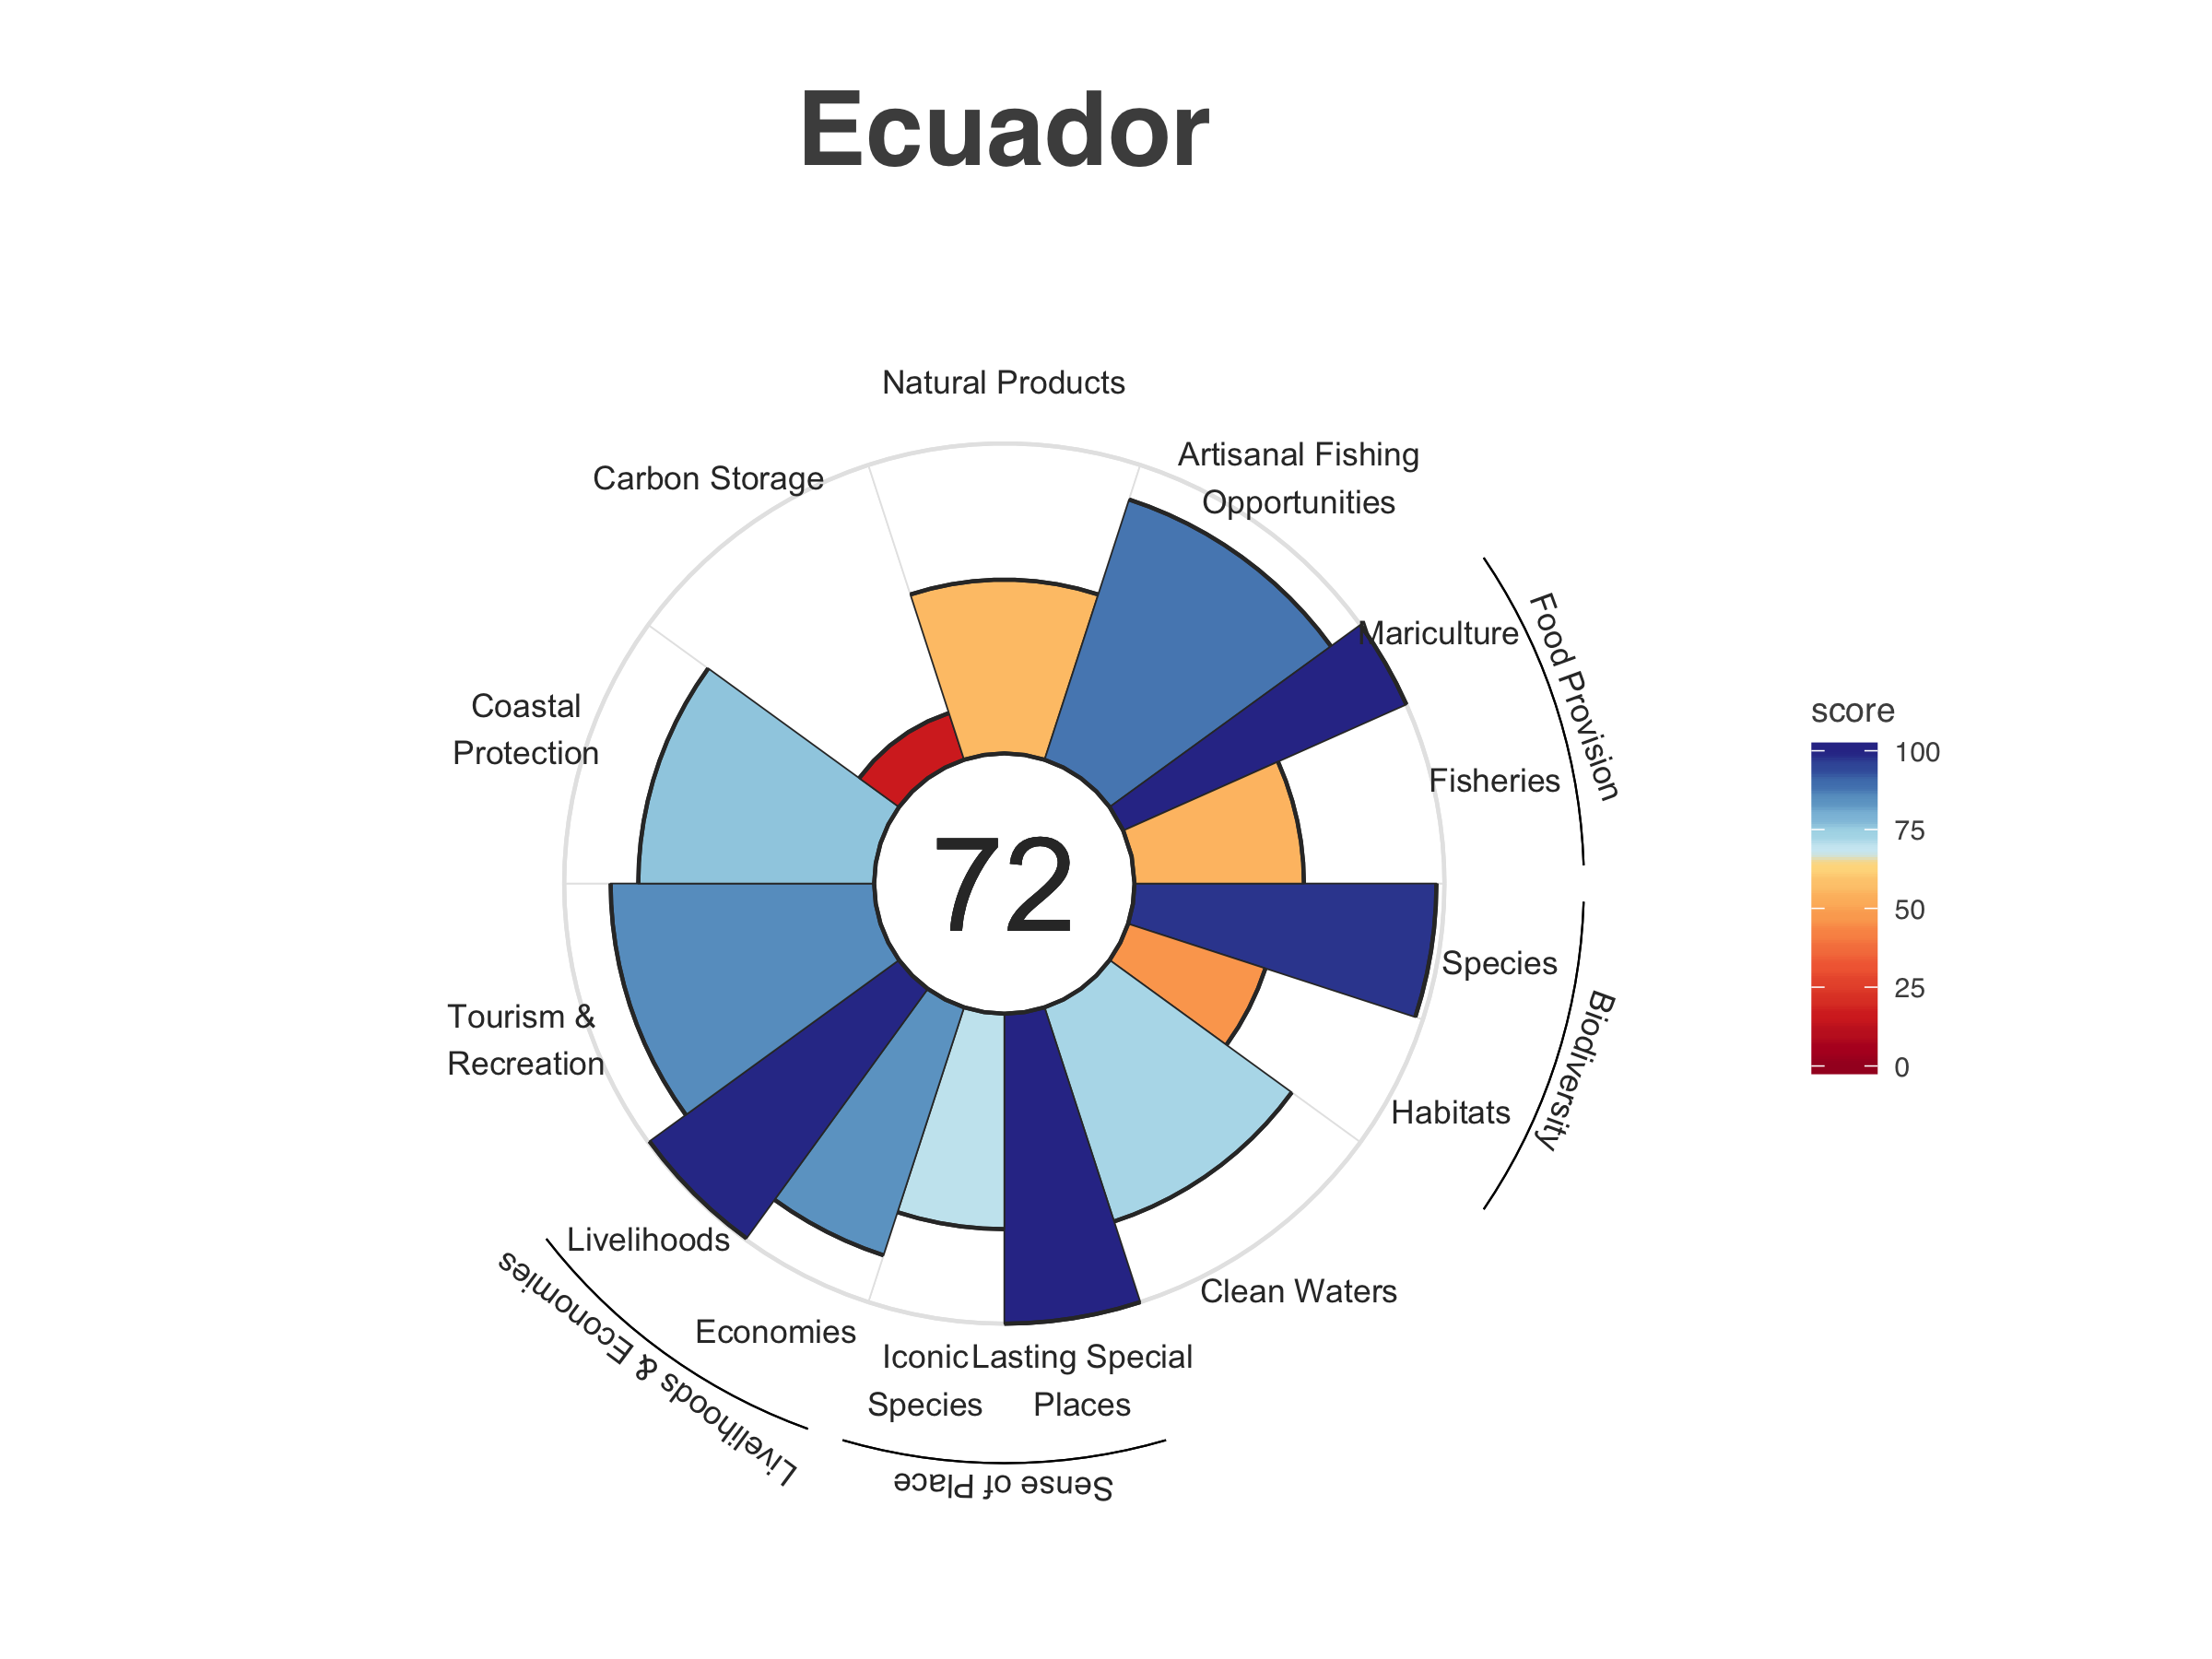 Ecuador
Natural Products
Artisanal Fishing
Opportunities
Carbon Storage
Mariculture
Food Provision
Fisheries
Coastal
Protection
72
Species
Biodiversity
Habitats
Tourism &
Recreation
Livelihoods
Livelihoods & Economies
Economies
Clean Waters
Iconic
Species
Lasting Special
Places
Sense of Place
score
100
75
50
25
0